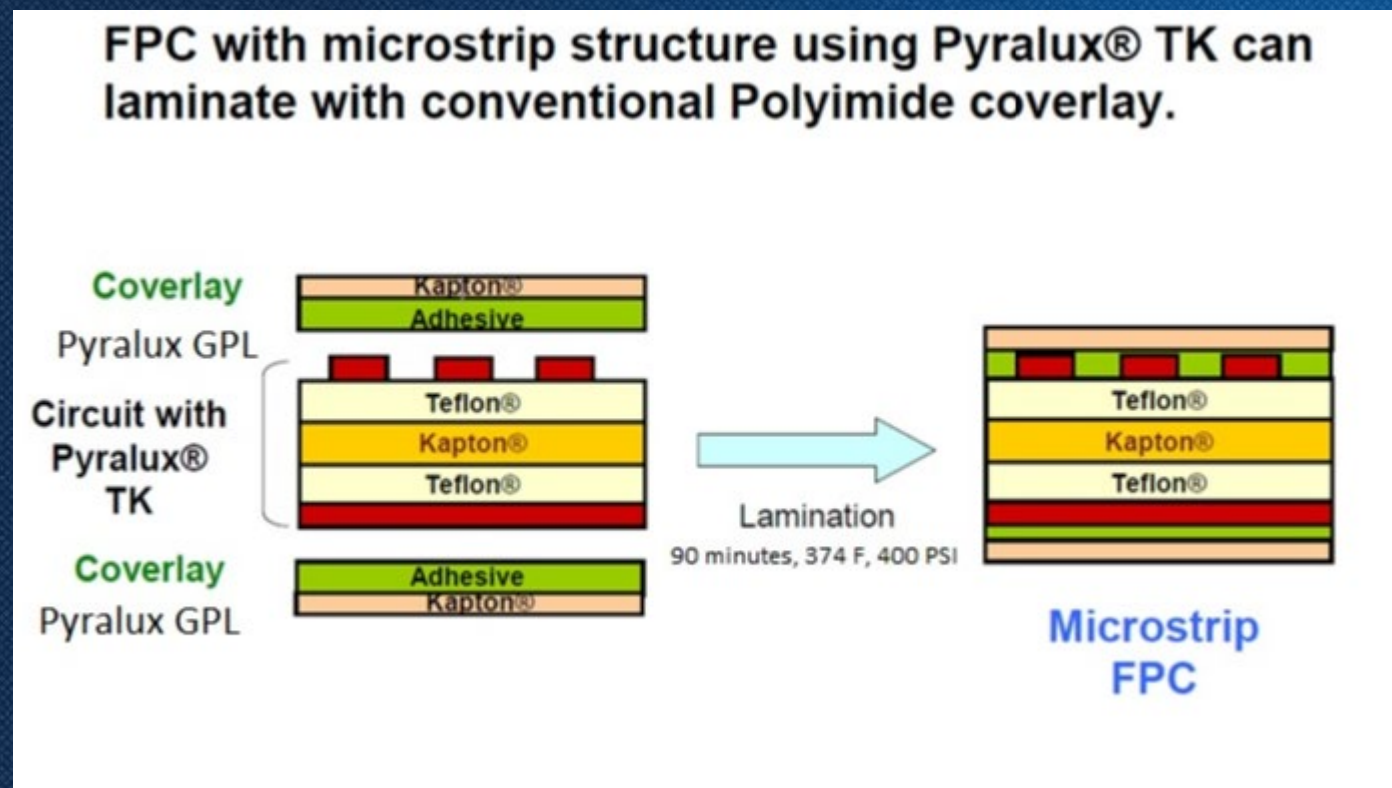 FPC with microstrip structure using Pyralux® TK can
laminate with conventional Polyimide coverlay.
Coverlay
Pyralux GPL
Kapton®
Adhesive
Circuit with
Pyralux®
TK
Teflon®
Kapton®
Teflon®
Coverlay
Pyralux GPL
Adhesive
Kapton®
Lamination
90 minutes, 374 F, 400 PSI
Teflon®
Kapton®
Teflon®
Microstrip
FPC